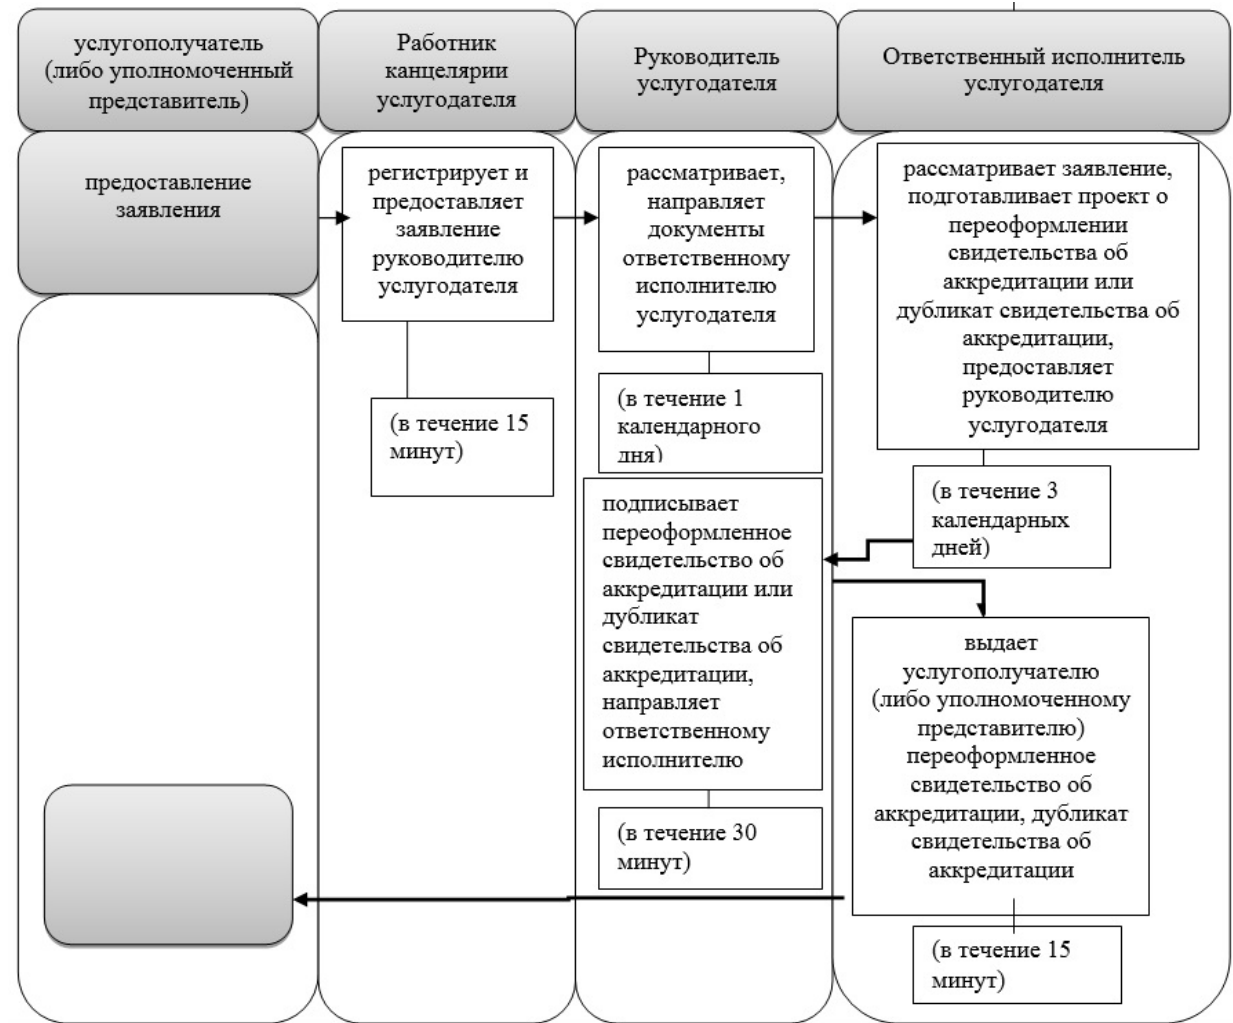 услугополучатель
(либо уполномоченный
представитель)
Работник
канцелярии
услугодателя
Руководитель
услугодателя
Ответственный исполнитель
услугодателя
предоставление
заявления
регистрирует и
предоставляет
заявление
руководителю
услугодателя
(в течение 15
минут)
рассматривает,
направляет
документы
ответственному
исполнителю
услугодателя
(в течение 1
календарного
дня)
рассматривает заявление,
подготавливает проект о
переоформлении
свидетельства об
аккредитации или
дубликат свидетельства об
аккредитации,
предоставляет
руководителю
услугодателя
(в течение 3
календарных
дней)
подписывает
переоформленное
свидетельство об
аккредитации или
дубликат
свидетельства об
аккредитации,
направляет
ответственному
исполнителю
(в течение 30
минут)
выдает
услугополучателю
(либо уполномоченному
представителю)
переоформленное
свидетельство об
аккредитации, дубликат
свидетельства об
аккредитации
(в течение 15
минут)